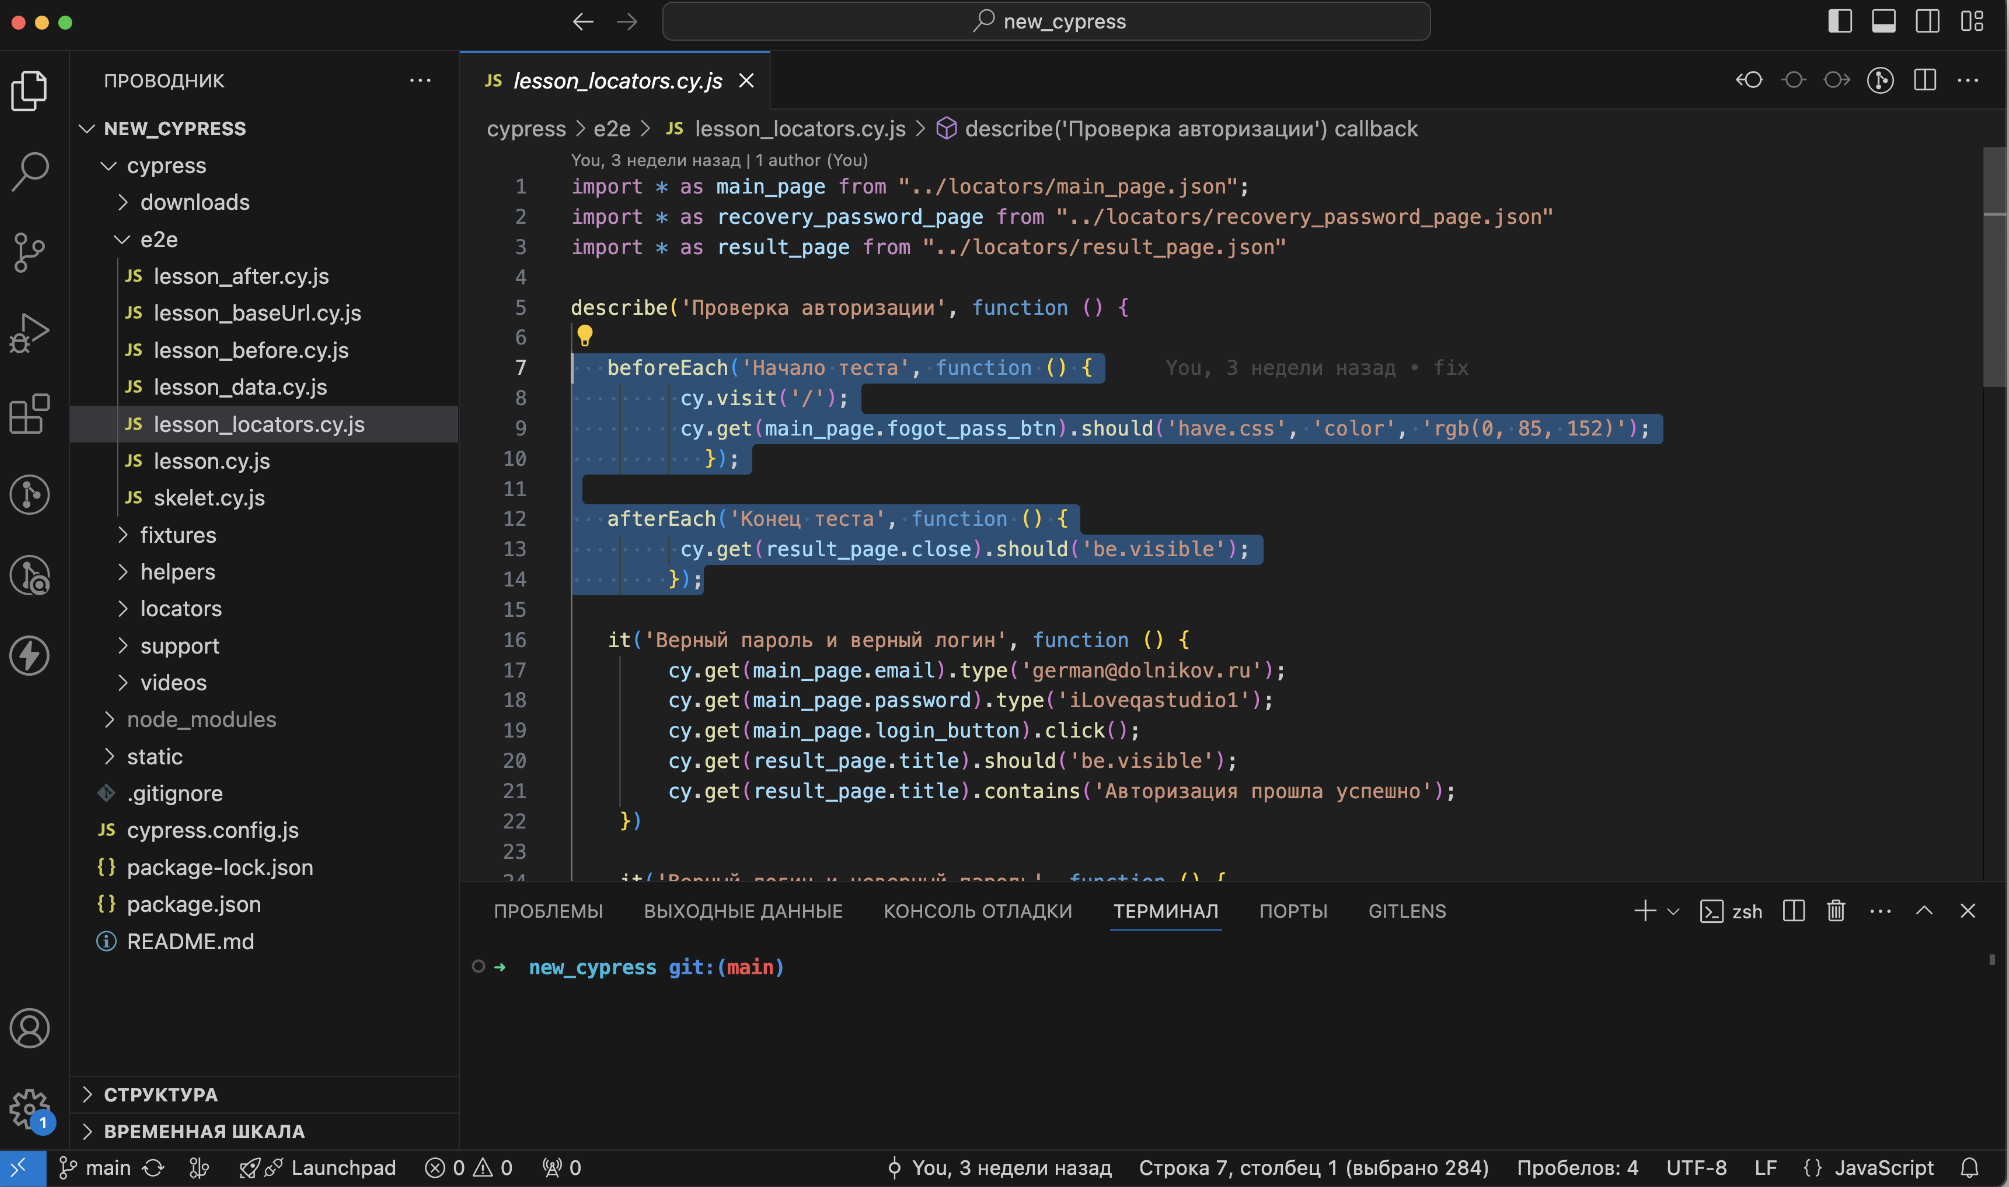 new_cypress
ПРОВОДНИК
NEW_CYPRESS
cypress
downloads
e2e
JS lesson_after.cy.js
JS lesson_baseUrl.cy.js
JS lesson_before.cy.js
JS lesson_data.cy.js
JS lesson_locators.cy.js
JS lesson.cy.js
JS skelet.cy.js
fixtures
helpers
locators
support
videos
node_modules
static
.gitignore
JS cypress.config.js
{} package-lock.json
{} package.json
README.md
СТРУКТУРА
ВРЕМЕННАЯ ШКАЛА
1
JS lesson_locators.cy.js
cypress > e2e > JS lesson_locators.cy.js > describe('Проверка авторизации') callback
You, 3 недели назад | 1 author (You)
1 import * as main_page from "../locators/main_page.json";
2 import * as recovery_password_page from "../locators/recovery_password_page.json"
3 import * as result_page from "../locators/result_page.json"
4
5 describe('Проверка авторизации', function () {
6
7 beforeEach('Начало теста', function () { You, 3 недели назад • fix
8 cy.visit('/');
9 cy.get(main_page.fogot_pass_btn).should('have.css', 'color', 'rgb(0, 85, 152)');
10 });
11
12 afterEach('Конец теста', function () {
13 cy.get(result_page.close).should('be.visible');
14 });
15
16 it('Верный пароль и верный логин', function () {
17 cy.get(main_page.email).type('german@dolnikov.ru');
18 cy.get(main_page.password).type('iLoveqastudio1');
19 cy.get(main_page.login_button).click();
20 cy.get(result_page.title).should('be.visible');
21 cy.get(result_page.title).contains('Авторизация прошла успешно');
22 })
23
24 it('Верный логин и неверный пароль', function () {
ПРОБЛЕМЫ ВЫХОДНЫЕ ДАННЫЕ КОНСОЛЬ ОТЛАДКИ ТЕРМИНАЛ ПОРТЫ GITLENS zsh
new_cypress git:(main)
main Launchpad 0 0 0 You, 3 недели назад Строка 7, столбец 1 (выбрано 284) Пробелов: 4 UTF-8 LF {} JavaScript